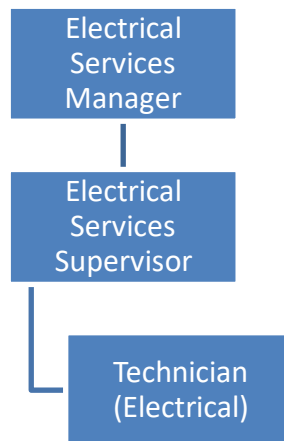 Electrical
Services
Manager
Electrical
Services
Supervisor
Technician
(Electrical)